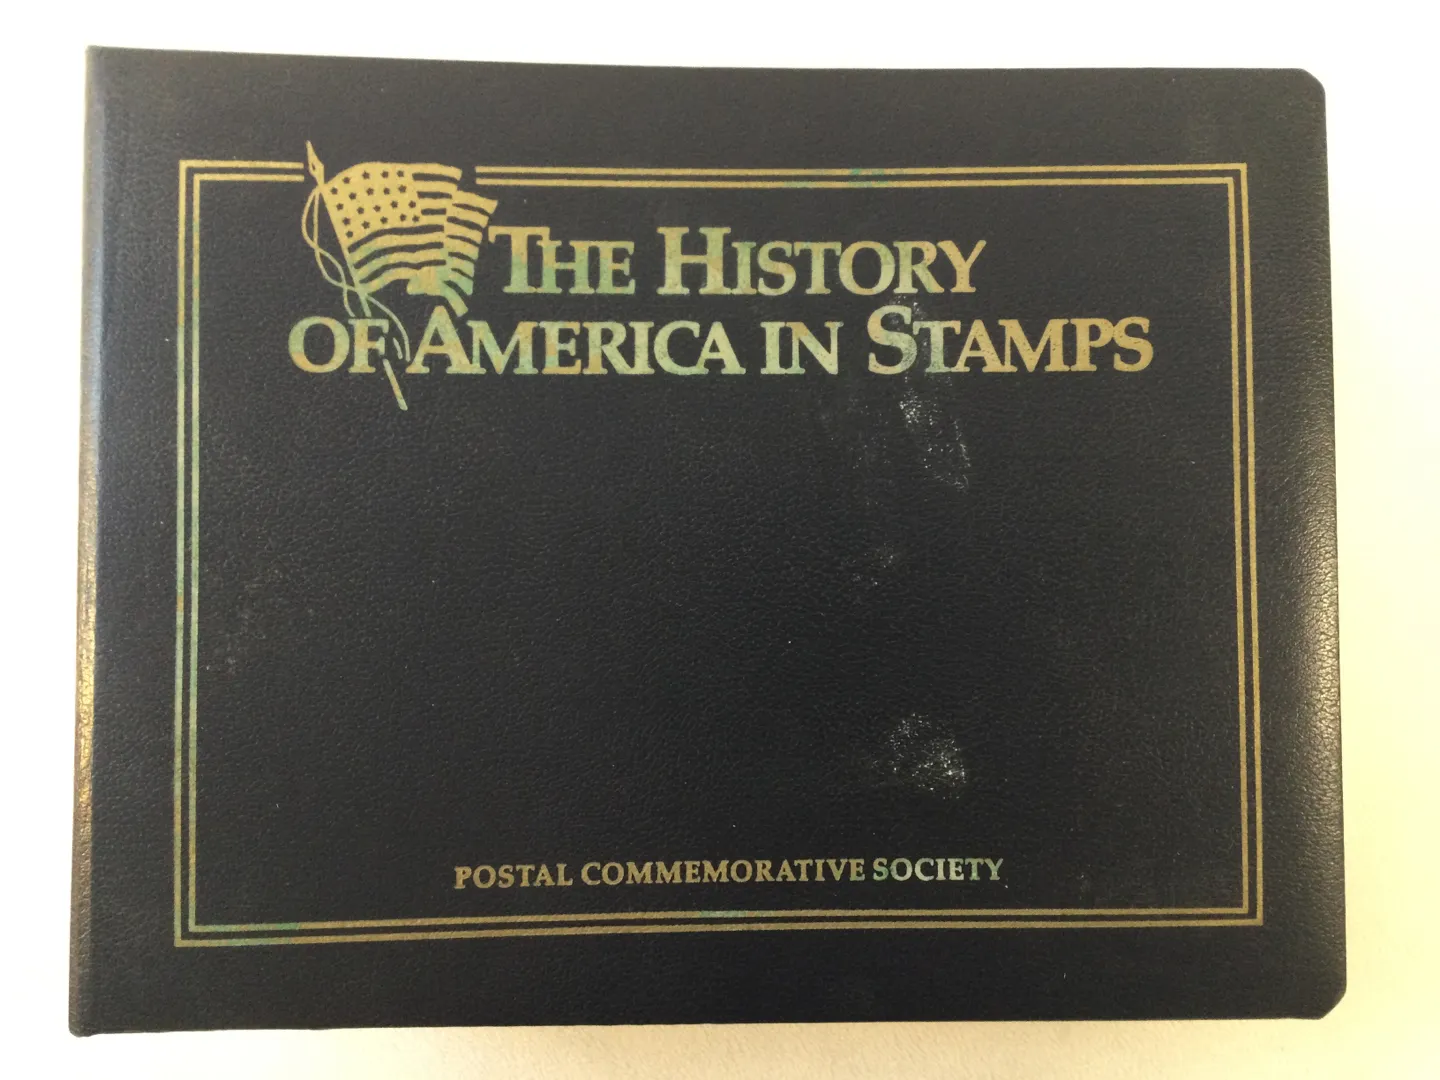 THE HISTORY
OF AMERICA IN STAMPS
POSTAL COMMEMORATIVE SOCIETY